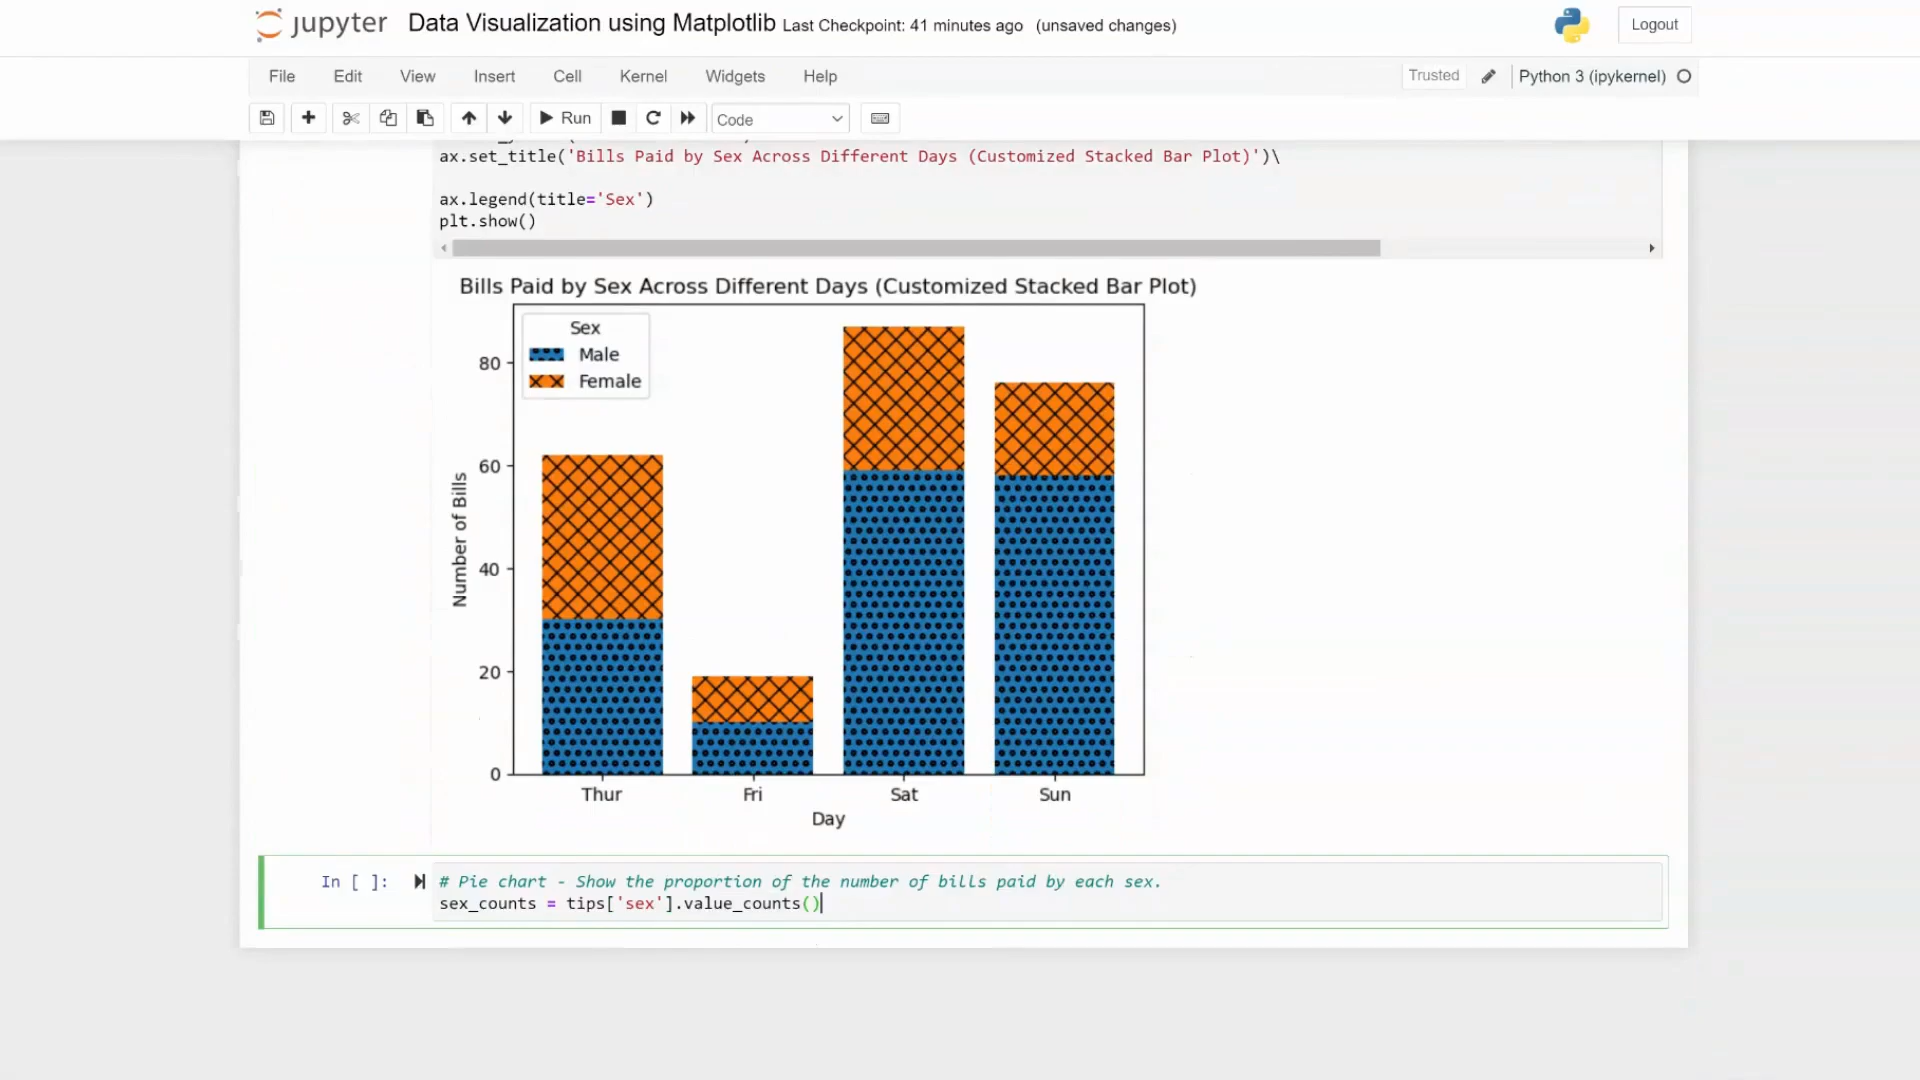 jupyter Data Visualization using Matplotlib Last Checkpoint: 41 minutes ago (unsaved changes) Logout
File Edit View Insert Cell Kernel Widgets Help Trusted Python 3 (ipykernel)
Run Code
ax.set_title('Bills Paid by Sex Across Different Days (Customized Stacked Bar Plot)')\
ax.legend(title='Sex')
plt.show()
Bills Paid by Sex Across Different Days (Customized Stacked Bar Plot)
Sex
Male
Female
80
60
40
20
0
Number of Bills
Thur Fri Sat Sun
Day
In [ ]: # Pie chart - Show the proportion of the number of bills paid by each sex.
sex_counts = tips['sex'].value_counts()